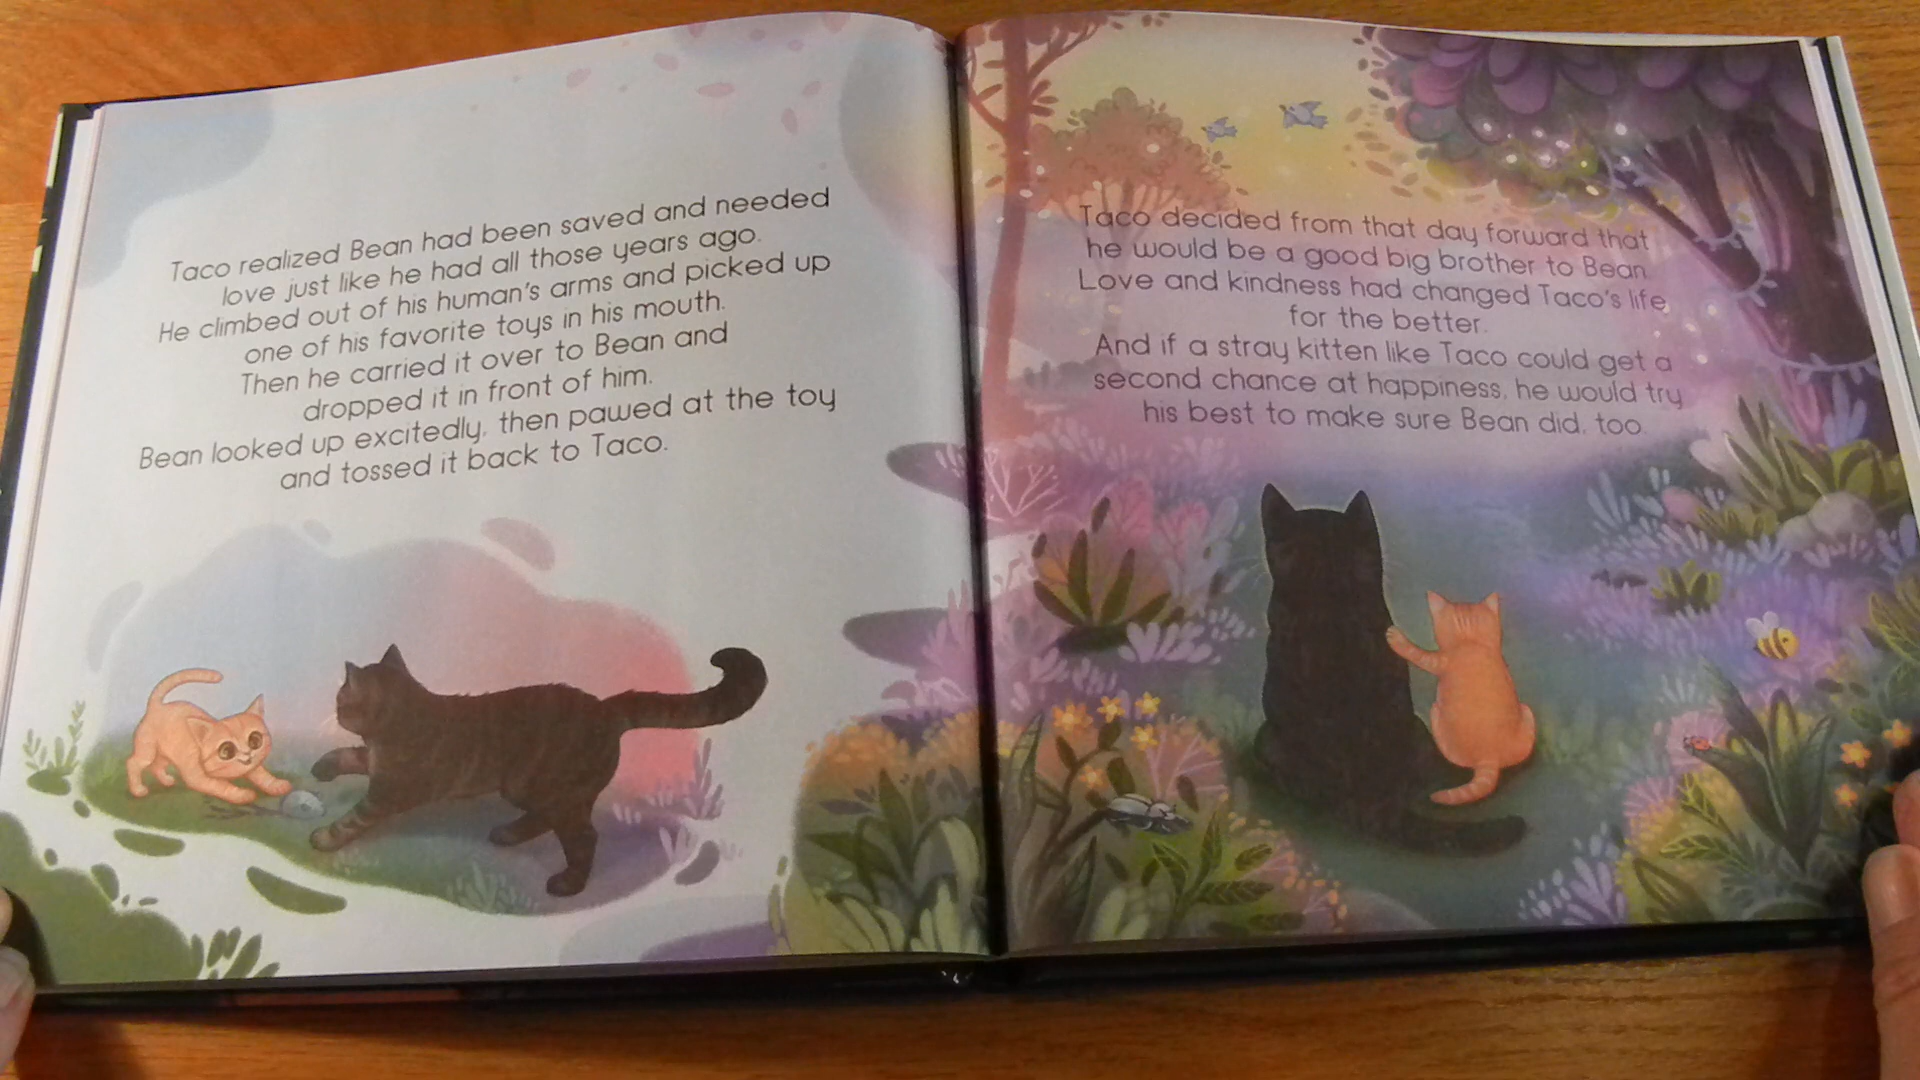 Taco realized Bean had been saved and needed
love just like he had all those years ago.
He climbed out of his human's arms and picked up
one of his favorite toys in his mouth.
Then he carried it over to Bean and
dropped it in front of him.
Bean looked up excitedly, then pawed at the toy
and tossed it back to Taco.
Taco decided from that day forward that
he would be a good big brother to Bean.
Love and kindness had changed Taco's life
for the better.
And if a stray kitten like Taco could get a
second chance at happiness, he would try
his best to make sure Bean did, too.